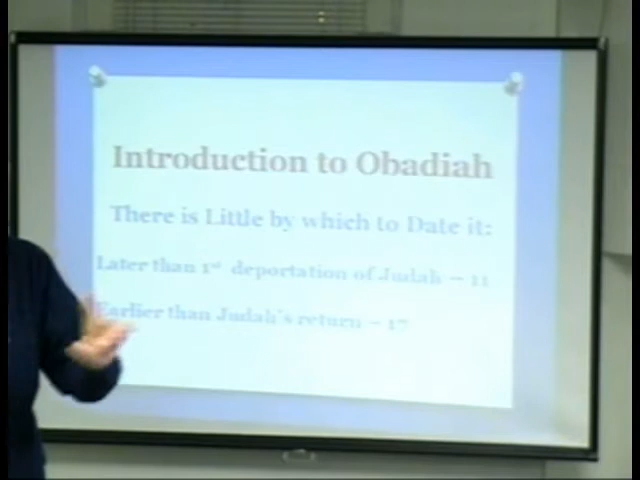 Introduction to Obadiah
There is Little by which to Date it:
Later than 1st deportation of Judah – 11
Earlier than Judah's return – 17